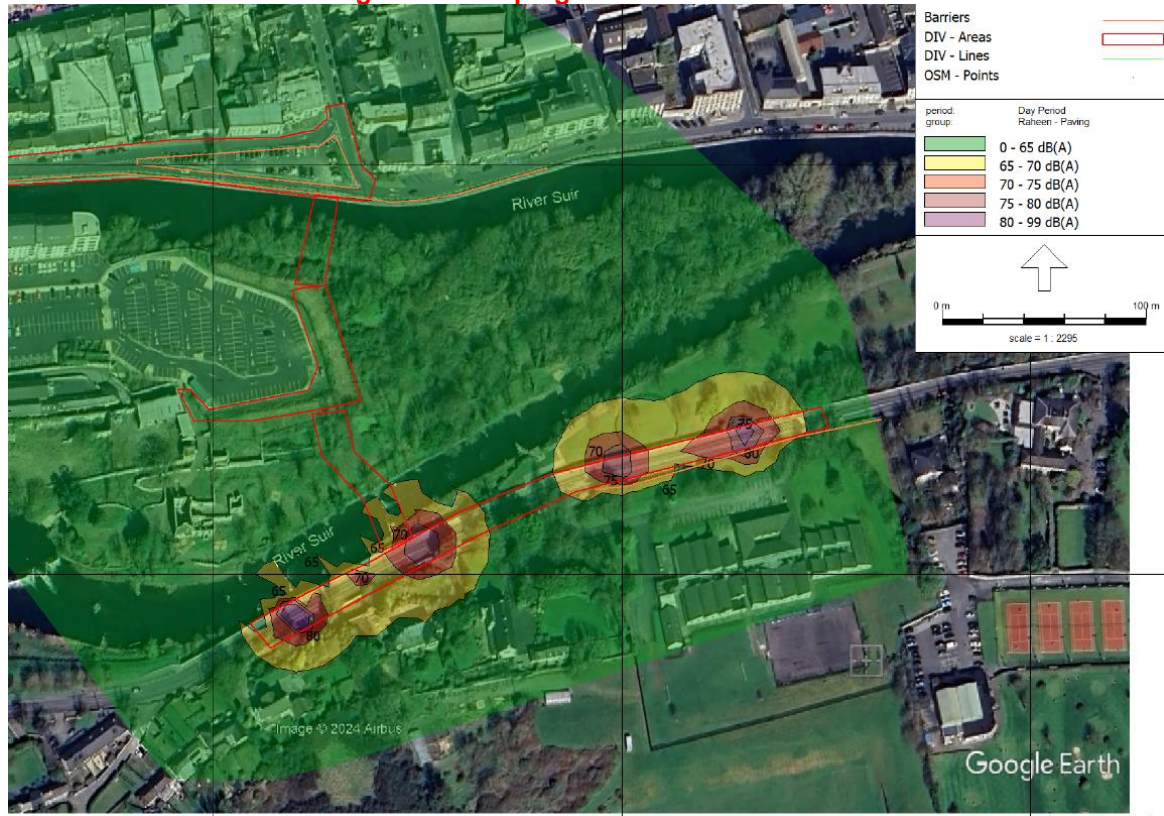 Barriers
DIV - Areas
DIV - Lines
OSM - Points
period: Day Period
group: Raheen - Paving
0 - 65 dB(A)
65 - 70 dB(A)
70 - 75 dB(A)
75 - 80 dB(A)
80 - 99 dB(A)
0 m 100 m
scale = 1 : 2295
River Suir
75
70
80
75
70
65
70
River Suir
65
65
70
65
80
Image © 2024 Airbus
Google Earth